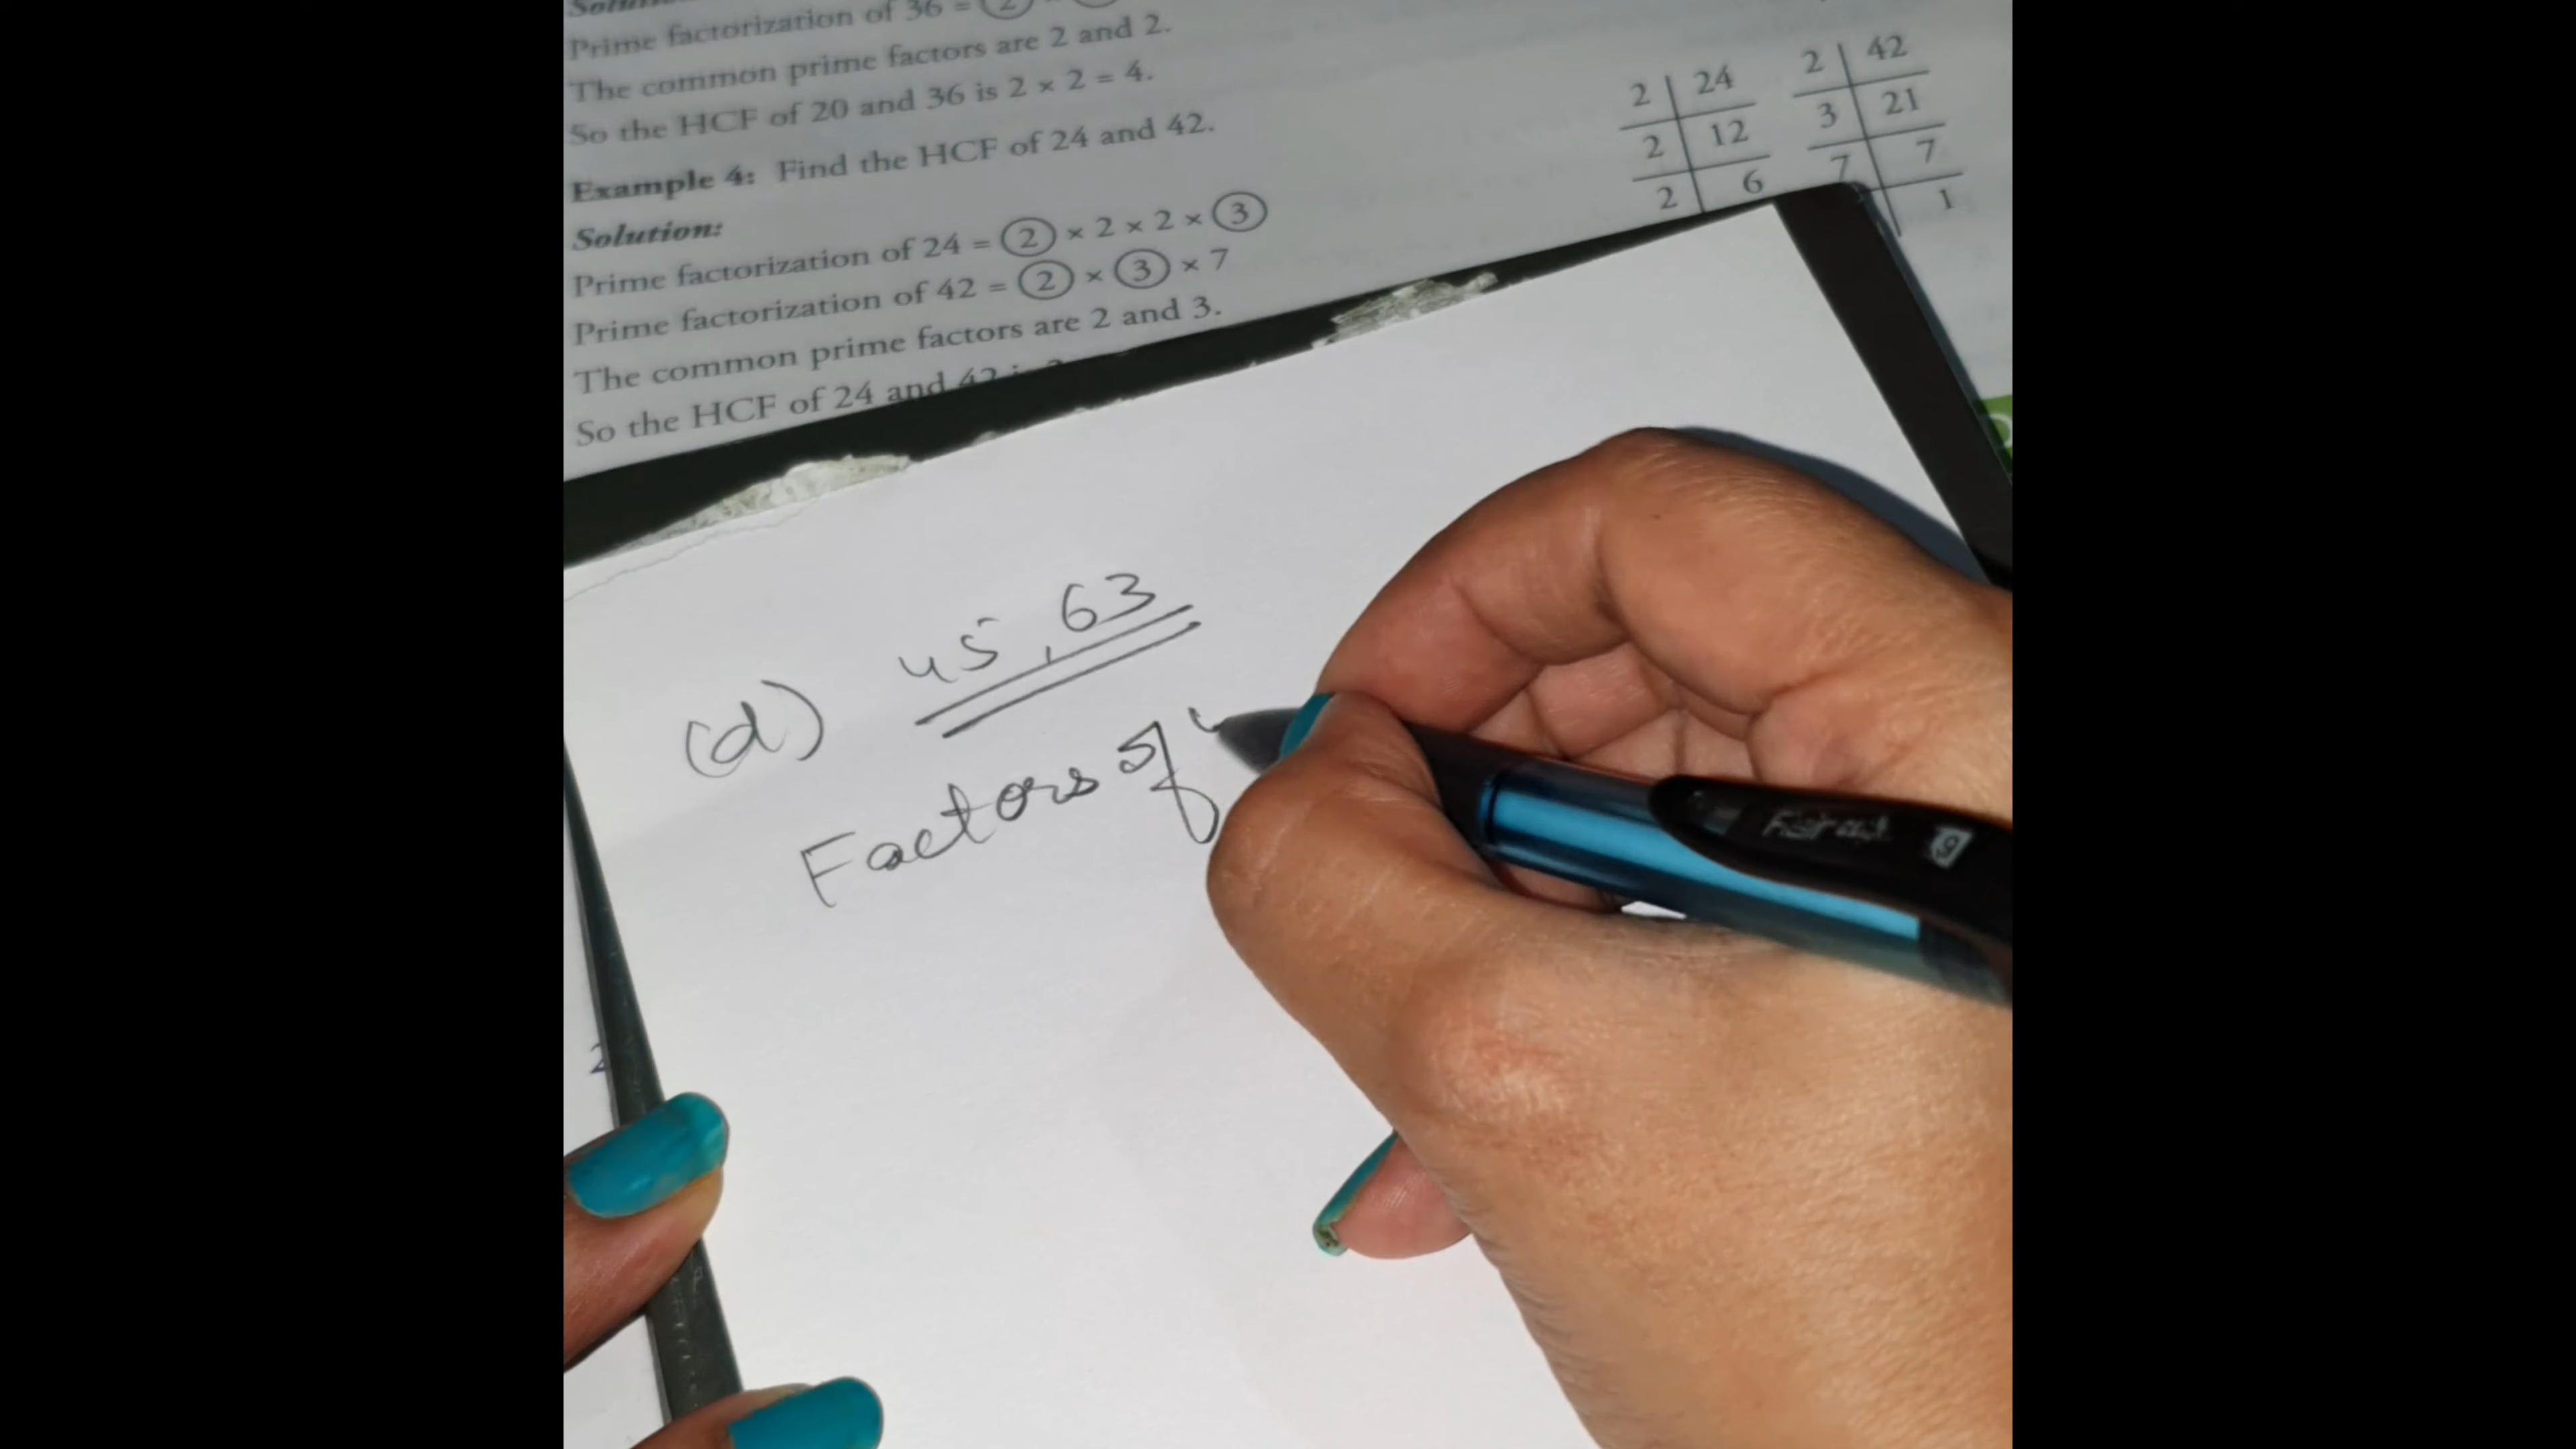 Prime factorization of 36 = 2
The common prime factors are 2 and 2.
So the HCF of 20 and 36 is 2 × 2 = 4.
Example 4: Find the HCF of 24 and 42.
Solution:
Prime factorization of 24 = 2 × 2 × 2 × 3
Prime factorization of 42 = 2 × 3 × 7
The common prime factors are 2 and 3.
So the HCF of 24 and 42
2 | 24
2 | 12
2 | 6
2 | 42
3 | 21
7 | 7
| 1
(d) 45, 63
Factors of